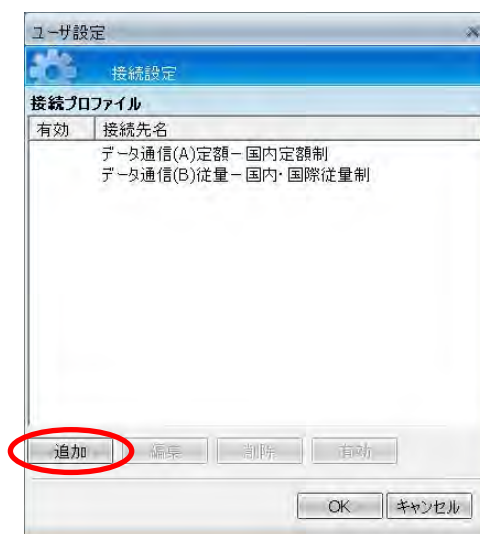 ユーザ設定
接続設定
接続プロファイル
有効 接続先名
データ通信(A)定額－国内定額制
データ通信(B)従量－国内・国際従量制
追加 編集 削除 有効
OK キャンセル